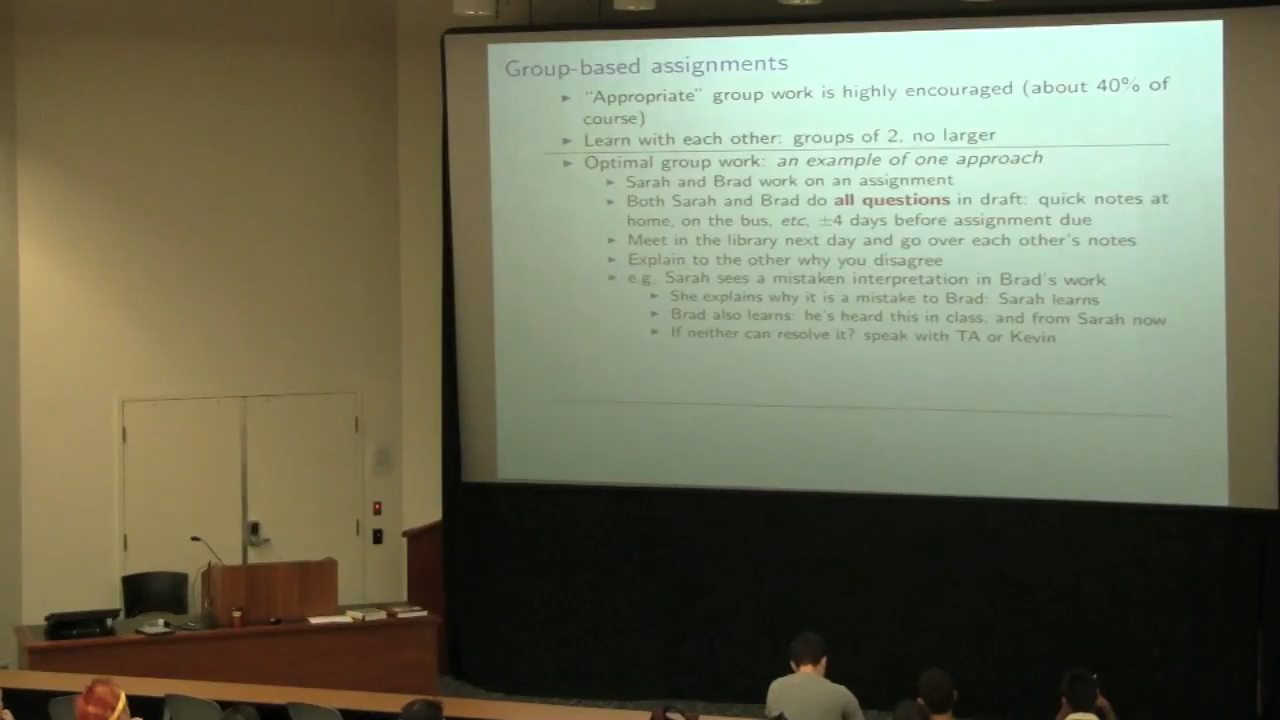 Group-based assignments
► "Appropriate" group work is highly encouraged (about 40% of
course)
► Learn with each other: groups of 2, no larger
► Optimal group work: an example of one approach
► Sarah and Brad work on an assignment
► Both Sarah and Brad do all questions in draft: quick notes at
home, on the bus, etc, ±4 days before assignment due
► Meet in the library next day and go over each other's notes
► Explain to the other why you disagree
► e.g. Sarah sees a mistaken interpretation in Brad's work
► She explains why it is a mistake to Brad: Sarah learns
► Brad also learns: he's heard this in class, and from Sarah now
► If neither can resolve it? speak with TA or Kevin